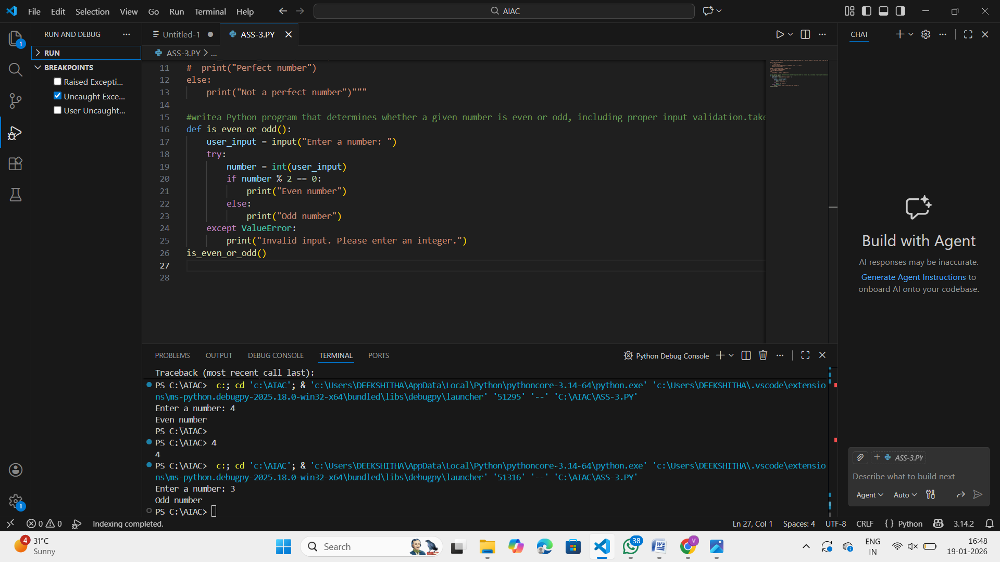 File Edit Selection View Go Run Terminal Help
AIAC
RUN AND DEBUG
RUN
BREAKPOINTS
Raised Excepti...
Uncaught Exce...
User Uncaught...
Untitled-1
ASS-3.PY
ASS-3.PY > ...
11 #  print("Perfect number")
12 else:
13     print("Not a perfect number")"""
14
15 #writea Python program that determines whether a given number is even or odd, including proper input validation.take
16 def is_even_or_odd():
17     user_input = input("Enter a number: ")
18     try:
19         number = int(user_input)
20         if number % 2 == 0:
21             print("Even number")
22         else:
23             print("Odd number")
24     except ValueError:
25         print("Invalid input. Please enter an integer.")
26 is_even_or_odd()
27
28
PROBLEMS OUTPUT DEBUG CONSOLE TERMINAL PORTS
Python Debug Console
Traceback (most recent call last):
PS C:\AIAC>  c:; cd 'c:\AIAC'; & 'c:\Users\DEEKSHITHA\AppData\Local\Python\pythoncore-3.14-64\python.exe' 'c:\Users\DEEKSHITHA\.vscode\extensio
ns\ms-python.debugpy-2025.18.0-win32-x64\bundled\libs\debugpy\launcher' '51295' '--' 'C:\AIAC\ASS-3.PY'
Enter a number: 4
Even number
PS C:\AIAC>
PS C:\AIAC> 4
4
PS C:\AIAC>  c:; cd 'c:\AIAC'; & 'c:\Users\DEEKSHITHA\AppData\Local\Python\pythoncore-3.14-64\python.exe' 'c:\Users\DEEKSHITHA\.vscode\extensio
ns\ms-python.debugpy-2025.18.0-win32-x64\bundled\libs\debugpy\launcher' '51316' '--' 'C:\AIAC\ASS-3.PY'
Enter a number: 3
Odd number
PS C:\AIAC>
CHAT
Build with Agent
AI responses may be inaccurate.
Generate Agent Instructions to
onboard AI onto your codebase.
ASS-3.PY
Describe what to build next
Agent Auto
1
1
0 0 Indexing completed.
Ln 27, Col 1 Spaces: 4 UTF-8 CRLF {} Python 3.14.2
4
31°C
Sunny
Search
38
V
ENG
IN
16:48
19-01-2026